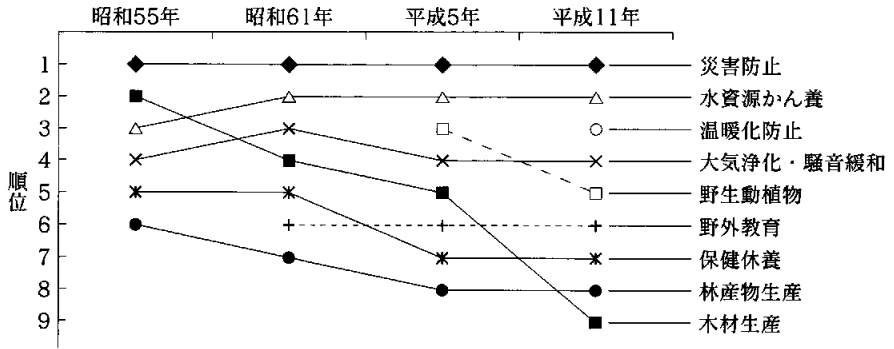 昭和55年 昭和61年 平成5年 平成11年
順位
1 災害防止
2 水資源かん養
3 温暖化防止
4 大気浄化・騒音緩和
5 野生動植物
6 野外教育
7 保健休養
8 林産物生産
9 木材生産